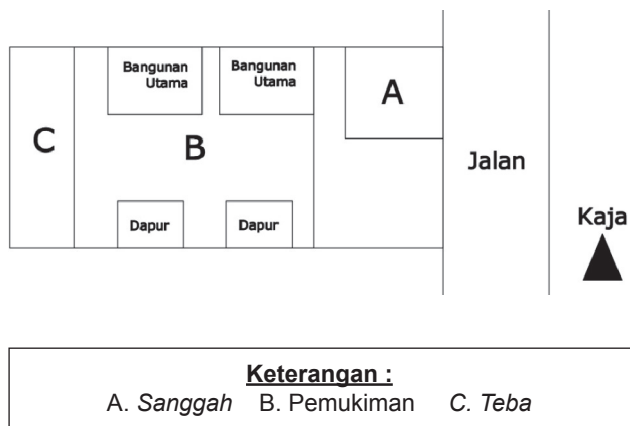 Bangunan
Utama
Bangunan
Utama
A
C
B
Jalan
Dapur
Dapur
Kaja
Keterangan :
A. Sanggah B. Pemukiman C. Teba